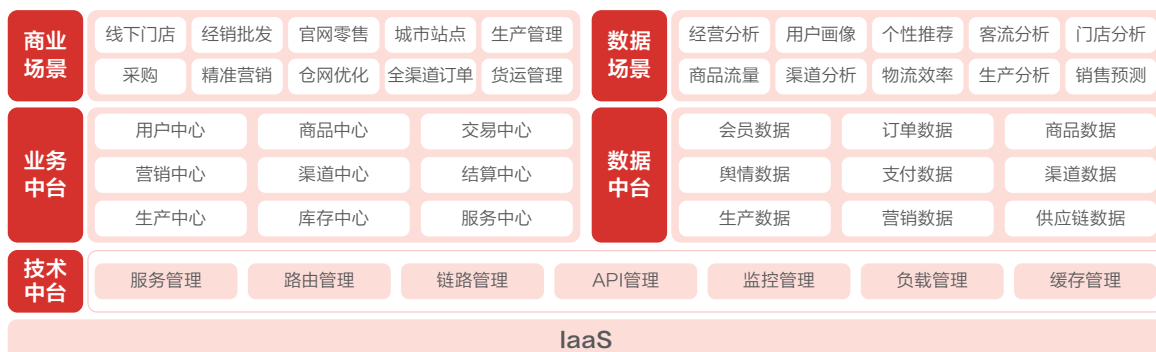 商业
场景
线下门店 经销批发 官网零售 城市站点 生产管理
采购 精准营销 仓网优化 全渠道订单 货运管理
数据
场景
经营分析 用户画像 个性推荐 客流分析 门店分析
商品流量 渠道分析 物流效率 生产分析 销售预测
业务
中台
用户中心 商品中心 交易中心
营销中心 渠道中心 结算中心
生产中心 库存中心 服务中心
数据
中台
会员数据 订单数据 商品数据
舆情数据 支付数据 渠道数据
生产数据 营销数据 供应链数据
技术
中台
服务管理 路由管理 链路管理 API管理 监控管理 负载管理 缓存管理
IaaS